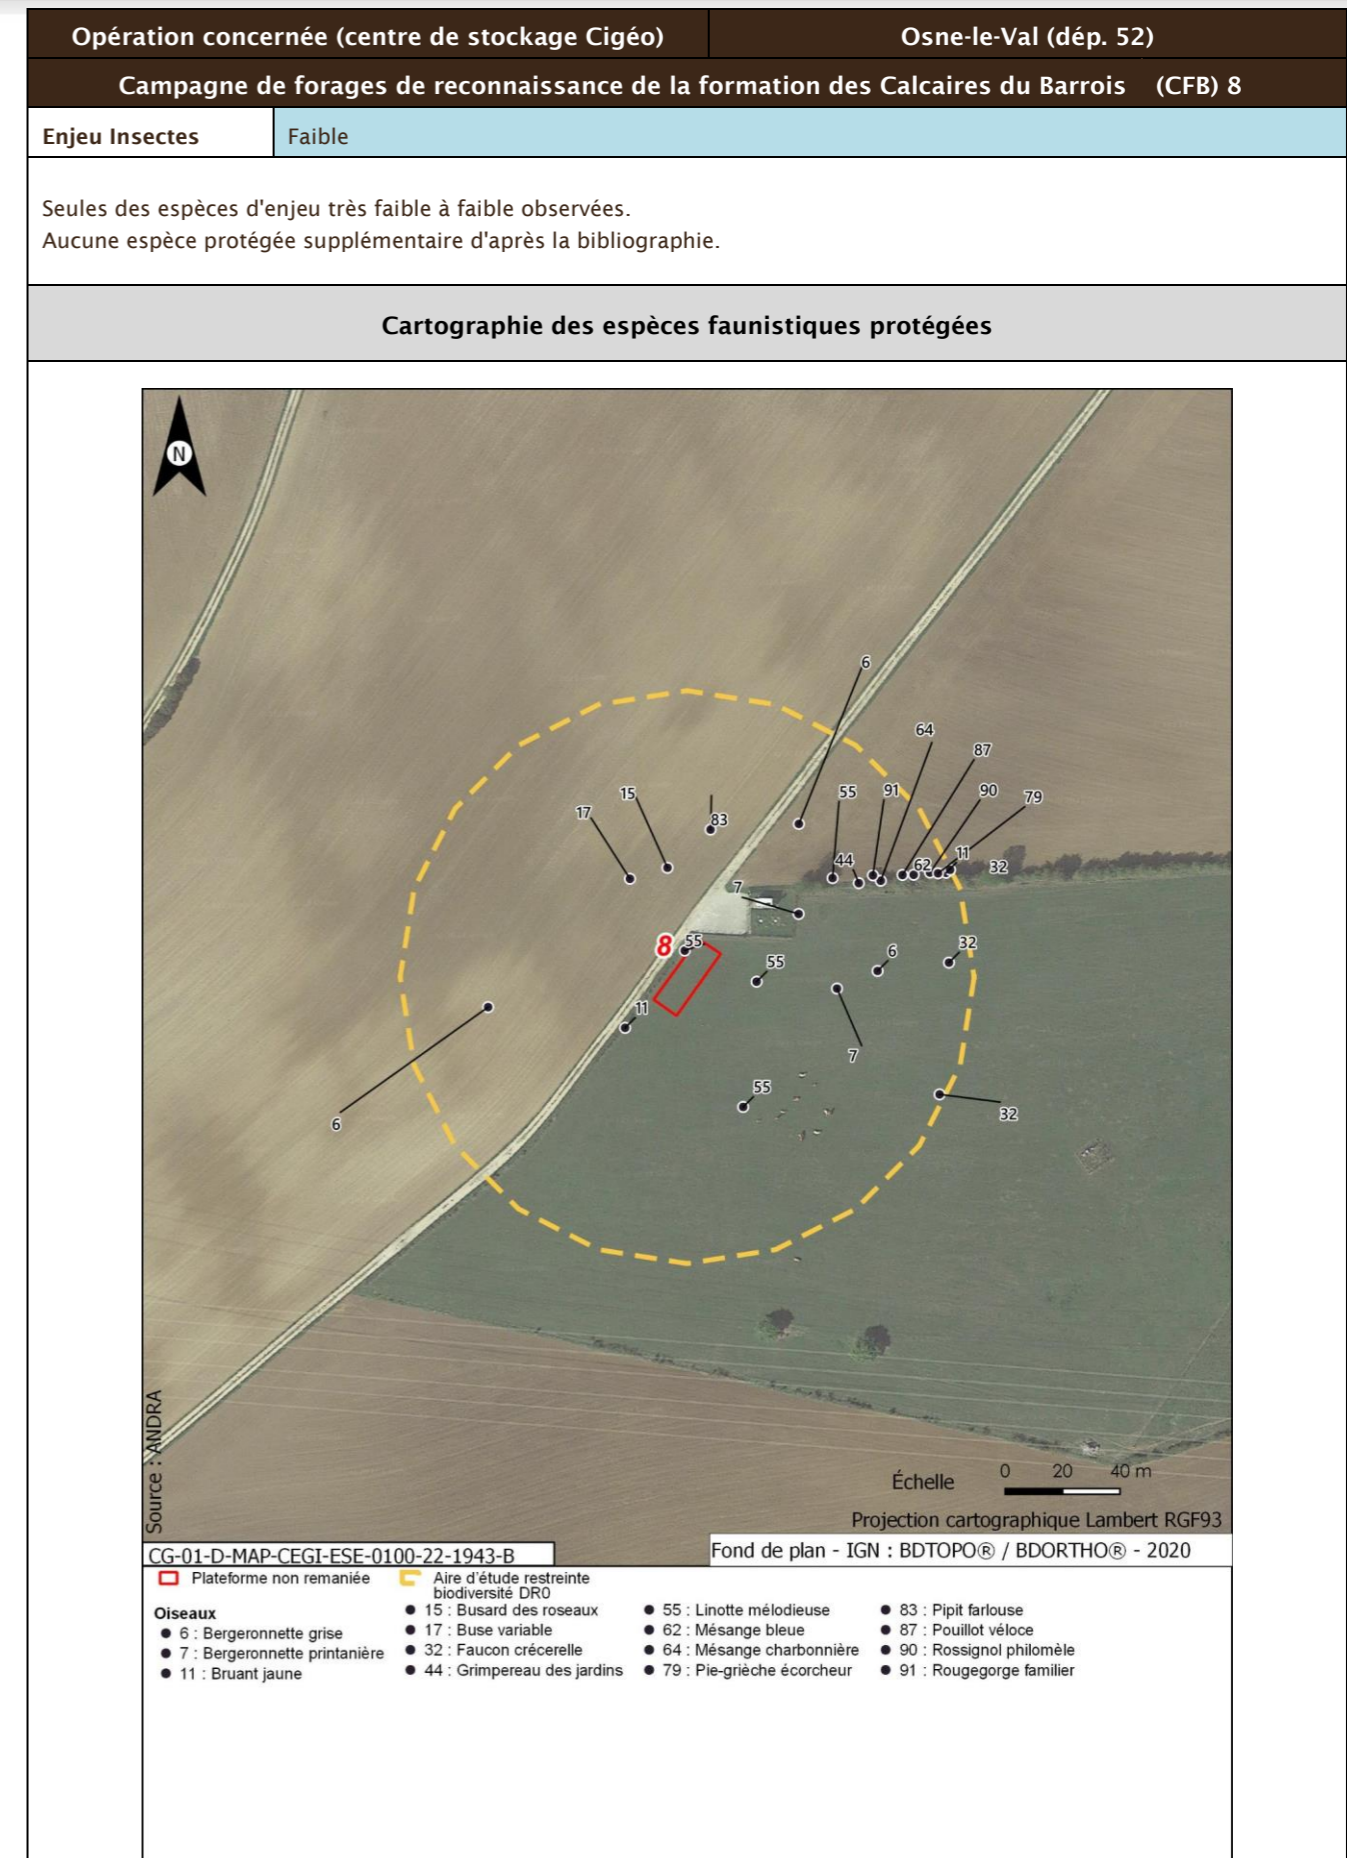 Opération concernée (centre de stockage Cigéo) Osne-le-Val (dép. 52)
Campagne de forages de reconnaissance de la formation des Calcaires du Barrois (CFB) 8
Enjeu Insectes Faible
Seules des espèces d'enjeu très faible à faible observées.
Aucune espèce protégée supplémentaire d'après la bibliographie.
Cartographie des espèces faunistiques protégées
N
6
64
87
15 55 91 90 79
17 83
44 62 11 32
7
8 55 6 32
55
11
7
55
6 32
Source : ANDRA
Échelle 0 20 40 m
Projection cartographique Lambert RGF93
CG-01-D-MAP-CEGI-ESE-0100-22-1943-B Fond de plan - IGN : BDTOPO® / BDORTHO® - 2020
Plateforme non remaniée Aire d'étude restreinte
biodiversité DR0
Oiseaux
6 : Bergeronnette grise
7 : Bergeronnette printanière
11 : Bruant jaune
15 : Busard des roseaux
17 : Buse variable
32 : Faucon crécerelle
44 : Grimpereau des jardins
55 : Linotte mélodieuse
62 : Mésange bleue
64 : Mésange charbonnière
79 : Pie-grièche écorcheur
83 : Pipit farlouse
87 : Pouillot véloce
90 : Rossignol philomèle
91 : Rougegorge familier